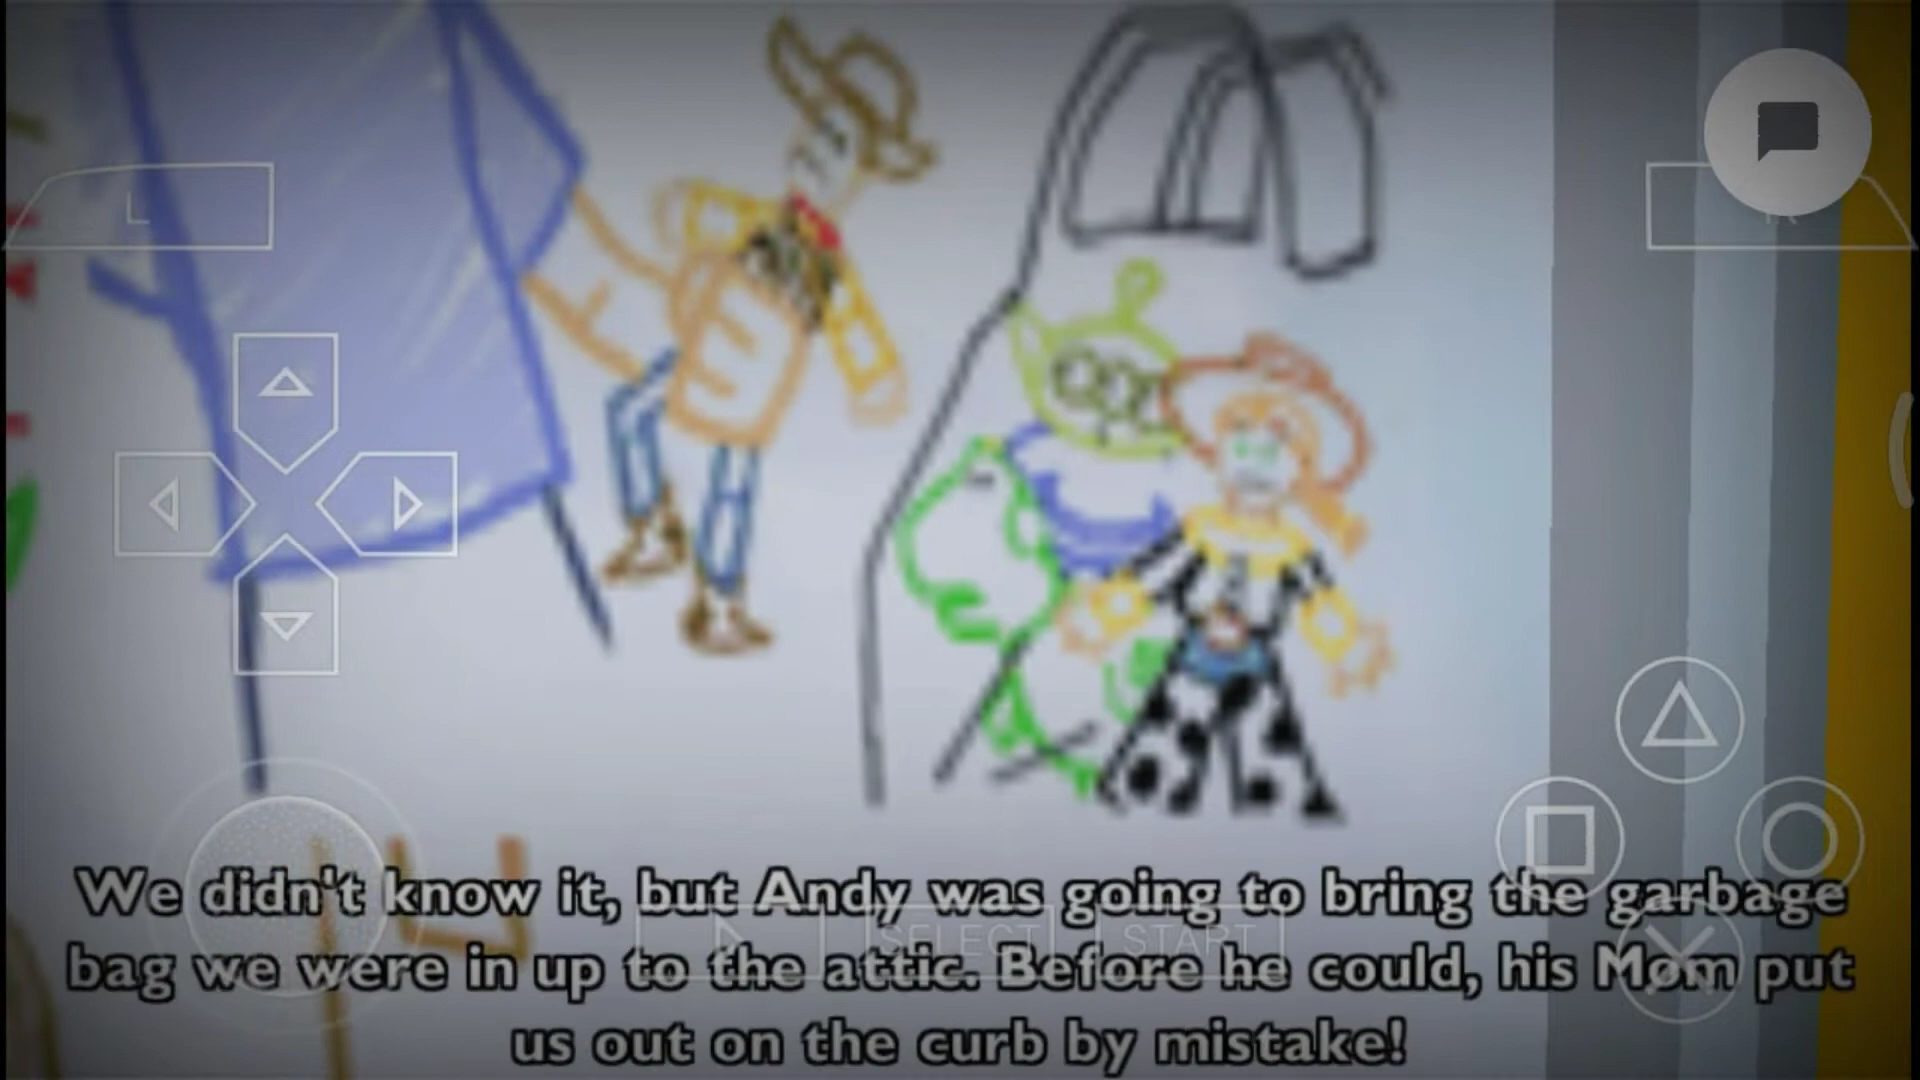 L
R
We didn't know it, but Andy was going to bring the garbage
bag we were in up to the attic. Before he could, his Mom put
SELECT START
us out on the curb by mistake!